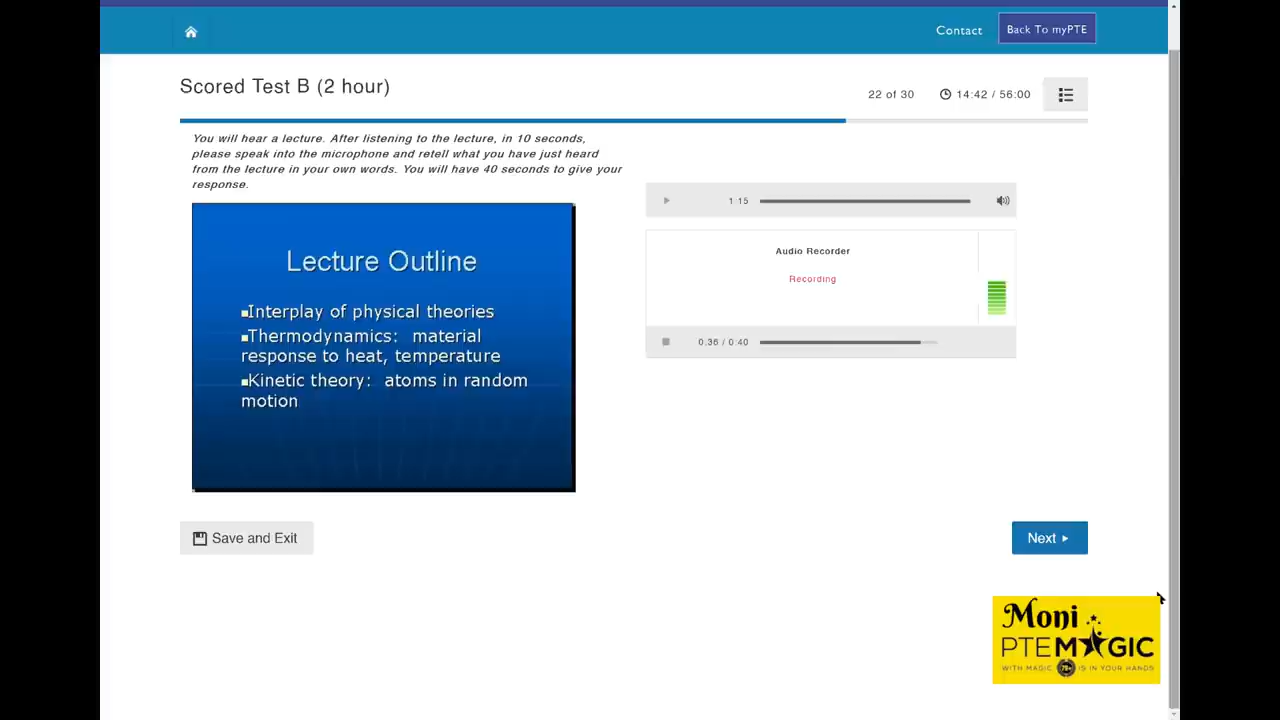 Contact
Back To myPTE
Scored Test B (2 hour)
22 of 30
14:42 / 56:00
You will hear a lecture. After listening to the lecture, in 10 seconds,
please speak into the microphone and retell what you have just heard
from the lecture in your own words. You will have 40 seconds to give your
response.
1:15
Audio Recorder
Recording
0.36 / 0:40
Lecture Outline
Interplay of physical theories
Thermodynamics: material
response to heat, temperature
Kinetic theory: atoms in random
motion
Save and Exit
Next
Moni
PTEMAGIC
WITH MAGIC 79+ IS IN YOUR HANDS